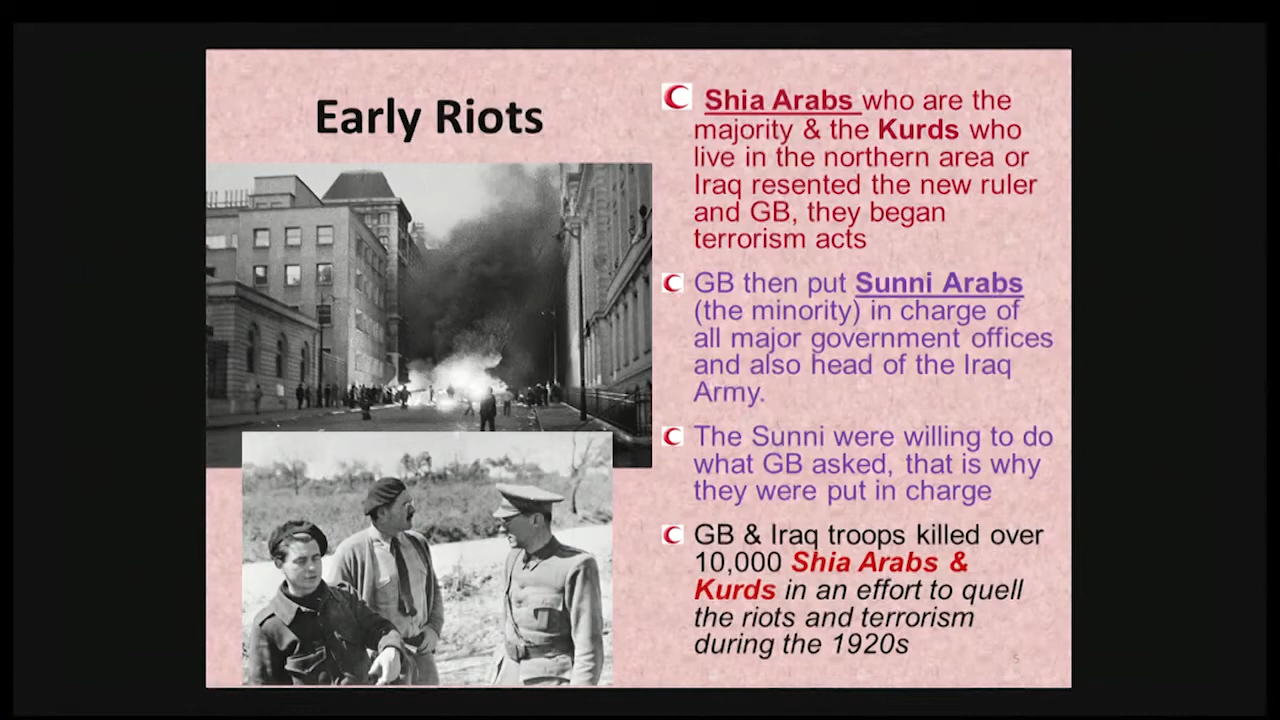 Early Riots
Shia Arabs who are the
majority & the Kurds who
live in the northern area or
Iraq resented the new ruler
and GB, they began
terrorism acts
GB then put Sunni Arabs
(the minority) in charge of
all major government offices
and also head of the Iraq
Army.
The Sunni were willing to do
what GB asked, that is why
they were put in charge
GB & Iraq troops killed over
10,000 Shia Arabs &
Kurds in an effort to quell
the riots and terrorism
during the 1920s
5